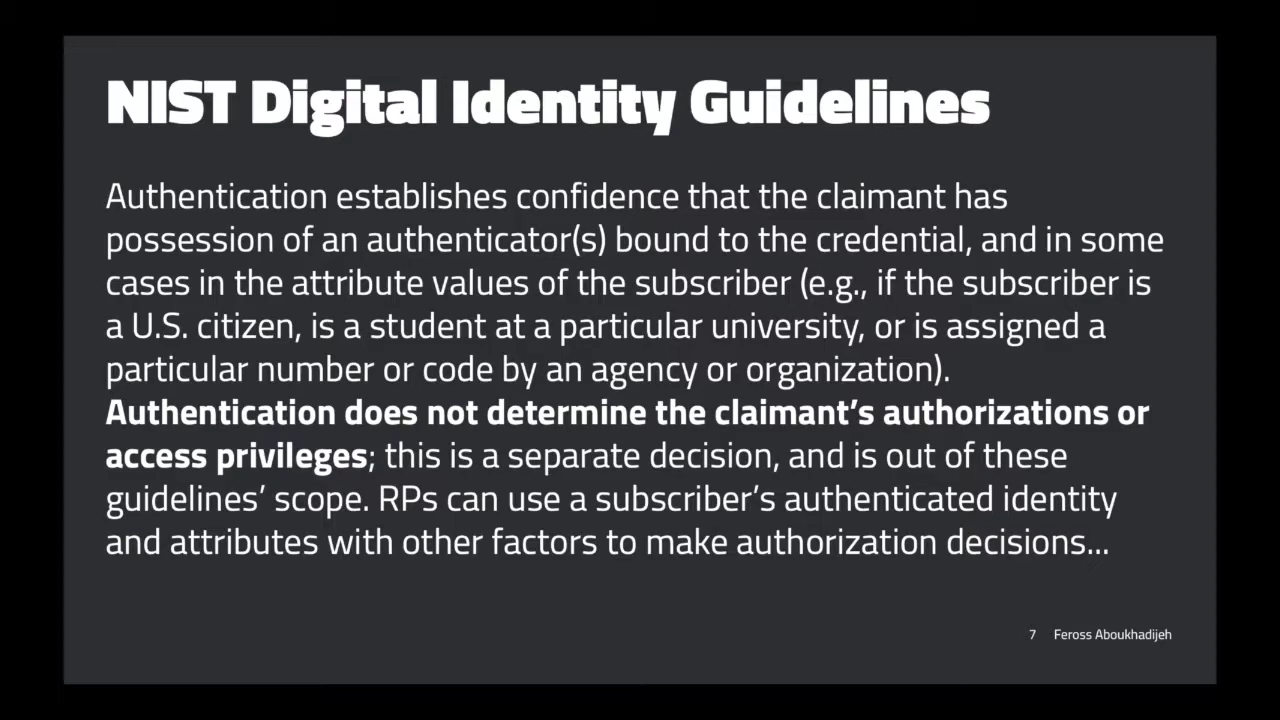 NIST Digital Identity Guidelines
Authentication establishes confidence that the claimant has
possession of an authenticator(s) bound to the credential, and in some
cases in the attribute values of the subscriber (e.g., if the subscriber is
a U.S. citizen, is a student at a particular university, or is assigned a
particular number or code by an agency or organization).
Authentication does not determine the claimant’s authorizations or
access privileges; this is a separate decision, and is out of these
guidelines’ scope. RPs can use a subscriber’s authenticated identity
and attributes with other factors to make authorization decisions...
7 Feross Aboukhadijeh